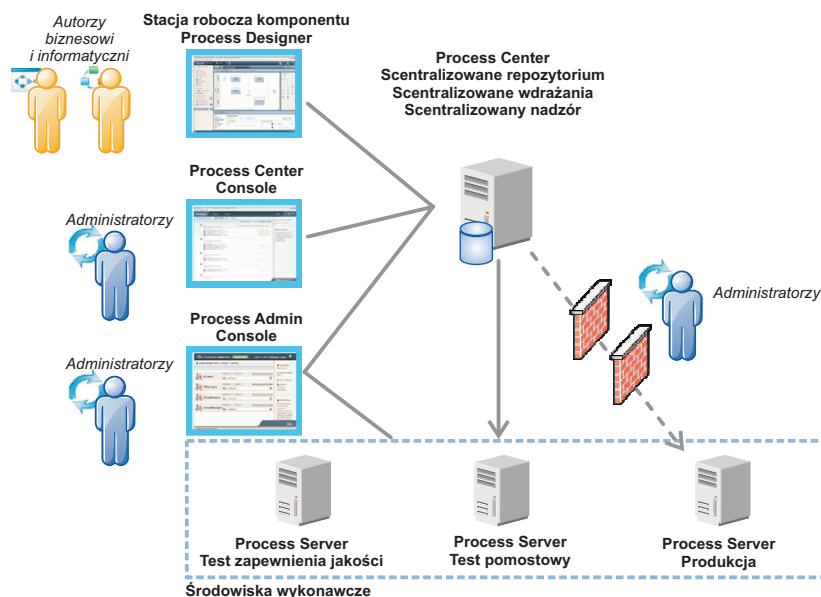 Autorzy
biznesowi
i informatyczni
Stacja robocza komponentu
Process Designer
Process Center
Scentralizowane repozytorium
Scentralizowane wdrażania
Scentralizowany nadzór
Process Center
Console
Administratorzy
Administratorzy
Process Admin
Console
Administratorzy
Process Server
Test zapewnienia jakości
Process Server
Test pomostowy
Process Server
Produkcja
Środowiska wykonawcze